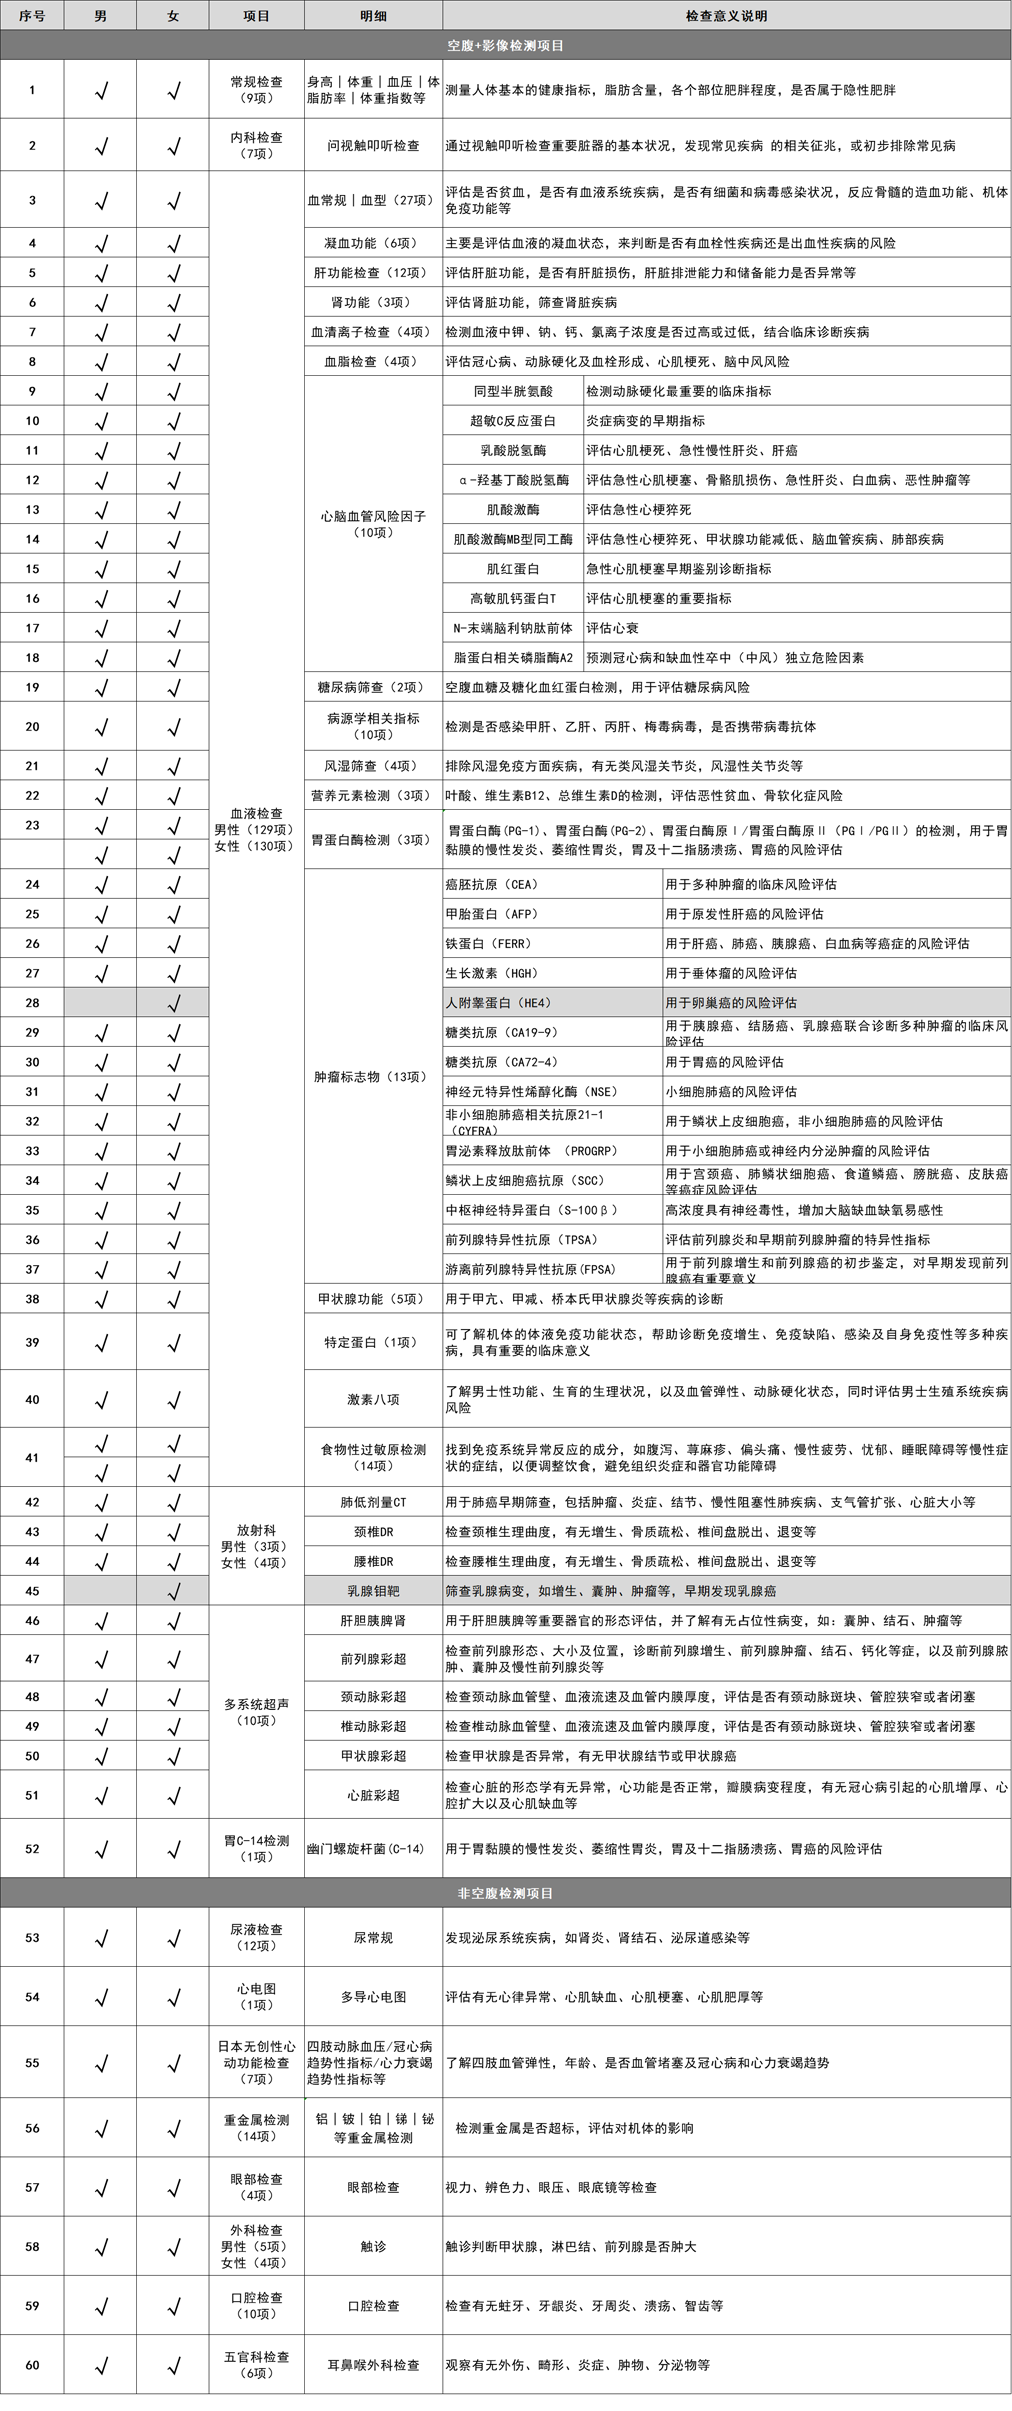 序号 男 女 项目 明细 检查意义说明
空腹+影像检测项目
1 √ √ 常规检查
（9项） 身高｜体重｜血压｜体
脂肪率｜体重指数等 测量人体基本的健康指标，脂肪含量，各个部位肥胖程度，是否属于隐性肥胖
2 √ √ 内科检查
（7项） 问视触叩听检查 通过视触叩听检查重要脏器的基本状况，发现常见疾病 的相关征兆，或初步排除常见病
血液检查
男性（129项）
女性（130项）
3 √ √ 血常规｜血型（27项） 评估是否贫血，是否有血液系统疾病，是否有细菌和病毒感染状况，反应骨髓的造血功能、机体
免疫功能等
4 √ √ 凝血功能（6项） 主要是评估血液的凝血状态，来判断是否有血栓性疾病还是出血性疾病的风险
5 √ √ 肝功能检查（12项） 评估肝脏功能，是否有肝脏损伤，肝脏排泄能力和储备能力是否异常等
6 √ √ 肾功能（3项） 评估肾脏功能，筛查肾脏疾病
7 √ √ 血清离子检查（4项） 检测血液中钾、钠、钙、氯离子浓度是否过高或过低，结合临床诊断疾病
8 √ √ 血脂检查（4项） 评估冠心病、动脉硬化及血栓形成、心肌梗死、脑中风风险
心脑血管风险因子
（10项）
9 √ √ 同型半胱氨酸 检测动脉硬化最重要的临床指标
10 √ √ 超敏C反应蛋白 炎症病变的早期指标
11 √ √ 乳酸脱氢酶 评估心肌梗死、急性慢性肝炎、肝癌
12 √ √ α-羟基丁酸脱氢酶 评估急性心肌梗塞、骨骼肌损伤、急性肝炎、白血病、恶性肿瘤等
13 √ √ 肌酸激酶 评估急性心梗猝死
14 √ √ 肌酸激酶MB型同工酶 评估急性心梗猝死、甲状腺功能减低、脑血管疾病、肺部疾病
15 √ √ 肌红蛋白 急性心肌梗塞早期鉴别诊断指标
16 √ √ 高敏肌钙蛋白T 评估心肌梗塞的重要指标
17 √ √ N-末端脑利钠肽前体 评估心衰
18 √ √ 脂蛋白相关磷脂酶A2 预测冠心病和缺血性卒中（中风）独立危险因素
19 √ √ 糖尿病筛查（2项） 空腹血糖及糖化血红蛋白检测，用于评估糖尿病风险
20 √ √ 病源学相关指标
（10项） 检测是否感染甲肝、乙肝、丙肝、梅毒病毒，是否携带病毒抗体
21 √ √ 风湿筛查（4项） 排除风湿免疫方面疾病，有无类风湿关节炎，风湿性关节炎等
22 √ √ 营养元素检测（3项） 叶酸、维生素B12、总维生素D的检测，评估恶性贫血、骨软化症风险
23 √ √ 胃蛋白酶检测（3项） 胃蛋白酶(PG-1)、胃蛋白酶(PG-2)、胃蛋白酶原Ⅰ/胃蛋白酶原Ⅱ（PGⅠ/PGⅡ）的检测，用于胃
√ √ 黏膜的慢性发炎、萎缩性胃炎，胃及十二指肠溃疡、胃癌的风险评估
肿瘤标志物（13项）
24 √ √ 癌胚抗原（CEA） 用于多种肿瘤的临床风险评估
25 √ √ 甲胎蛋白（AFP） 用于原发性肝癌的风险评估
26 √ √ 铁蛋白（FERR） 用于肝癌、肺癌、胰腺癌、白血病等癌症的风险评估
27 √ √ 生长激素（HGH） 用于垂体瘤的风险评估
28 √ 人附睾蛋白（HE4） 用于卵巢癌的风险评估
29 √ √ 糖类抗原（CA19-9） 用于胰腺癌、结肠癌、乳腺癌联合诊断多种肿瘤的临床风
险评估
30 √ √ 糖类抗原（CA72-4） 用于胃癌的风险评估
31 √ √ 神经元特异性烯醇化酶（NSE） 小细胞肺癌的风险评估
32 √ √ 非小细胞肺癌相关抗原21-1
（CYFRA） 用于鳞状上皮细胞癌，非小细胞肺癌的风险评估
33 √ √ 胃泌素释放肽前体 （PROGRP） 用于小细胞肺癌或神经内分泌肿瘤的风险评估
34 √ √ 鳞状上皮细胞癌抗原（SCC） 用于宫颈癌、肺鳞状细胞癌、食道鳞癌、膀胱癌、皮肤癌
等癌症风险评估
35 √ √ 中枢神经特异蛋白（S-100β） 高浓度具有神经毒性，增加大脑缺血缺氧易感性
36 √ √ 前列腺特异性抗原（TPSA） 评估前列腺炎和早期前列腺肿瘤的特异性指标
37 √ √ 游离前列腺特异性抗原(FPSA) 用于前列腺增生和前列腺癌的初步鉴定，对早期发现前列
腺癌有重要意义
38 √ √ 甲状腺功能（5项） 用于甲亢、甲减、桥本氏甲状腺炎等疾病的诊断
39 √ √ 特定蛋白（1项） 可了解机体的体液免疫功能状态，帮助诊断免疫增生、免疫缺陷、感染及自身免疫性等多种疾
病，具有重要的临床意义
40 √ √ 激素八项 了解男士性功能、生育的生理状况，以及血管弹性、动脉硬化状态，同时评估男士生殖系统疾病
风险
41 √ √ 食物性过敏原检测 找到免疫系统异常反应的成分，如腹泻、荨麻疹、偏头痛、慢性疲劳、忧郁、睡眠障碍等慢性症
√ √ （14项） 状的症结，以便调整饮食，避免组织炎症和器官功能障碍
放射科
男性（3项）
女性（4项）
42 √ √ 肺低剂量CT 用于肺癌早期筛查，包括肿瘤、炎症、结节、慢性阻塞性肺疾病、支气管扩张、心脏大小等
43 √ √ 颈椎DR 检查颈椎生理曲度，有无增生、骨质疏松、椎间盘脱出、退变等
44 √ √ 腰椎DR 检查腰椎生理曲度，有无增生、骨质疏松、椎间盘脱出、退变等
45 √ 乳腺钼靶 筛查乳腺病变，如增生、囊肿、肿瘤等，早期发现乳腺癌
多系统超声
（10项）
46 √ √ 肝胆胰脾肾 用于肝胆胰脾等重要器官的形态评估，并了解有无占位性病变，如：囊肿、结石、肿瘤等
47 √ √ 前列腺彩超 检查前列腺形态、大小及位置，诊断前列腺增生、前列腺肿瘤、结石、钙化等症，以及前列腺脓
肿、囊肿及慢性前列腺炎等
48 √ √ 颈动脉彩超 检查颈动脉血管壁、血液流速及血管内膜厚度，评估是否有颈动脉斑块、管腔狭窄或者闭塞
49 √ √ 椎动脉彩超 检查椎动脉血管壁、血液流速及血管内膜厚度，评估是否有颈动脉斑块、管腔狭窄或者闭塞
50 √ √ 甲状腺彩超 检查甲状腺是否异常，有无甲状腺结节或甲状腺癌
51 √ √ 心脏彩超 检查心脏的形态学有无异常，心功能是否正常，瓣膜病变程度，有无冠心病引起的心肌增厚、心
腔扩大以及心肌缺血等
52 √ √ 胃C-14检测
（1项） 幽门螺旋杆菌(C-14) 用于胃黏膜的慢性发炎、萎缩性胃炎，胃及十二指肠溃疡、胃癌的风险评估
非空腹检测项目
53 √ √ 尿液检查
（12项） 尿常规 发现泌尿系统疾病，如肾炎、肾结石、泌尿道感染等
54 √ √ 心电图
（1项） 多导心电图 评估有无心律异常、心肌缺血、心肌梗塞、心肌肥厚等
55 √ √ 日本无创性心
动功能检查
（7项） 四肢动脉血压/冠心病
趋势性指标/心力衰竭
趋势性指标等 了解四肢血管弹性，年龄、是否血管堵塞及冠心病和心力衰竭趋势
56 √ √ 重金属检测
（14项） 铝｜铍｜铂｜锑｜铋
等重金属检测 检测重金属是否超标，评估对机体的影响
57 √ √ 眼部检查
（4项） 眼部检查 视力、辨色力、眼压、眼底镜等检查
58 √ √ 外科检查
男性（5项）
女性（4项） 触诊 触诊判断甲状腺，淋巴结、前列腺是否肿大
59 √ √ 口腔检查
（10项） 口腔检查 检查有无蛀牙、牙龈炎、牙周炎、溃疡、智齿等
60 √ √ 五官科检查
（6项） 耳鼻喉外科检查 观察有无外伤、畸形、炎症、肿物、分泌物等